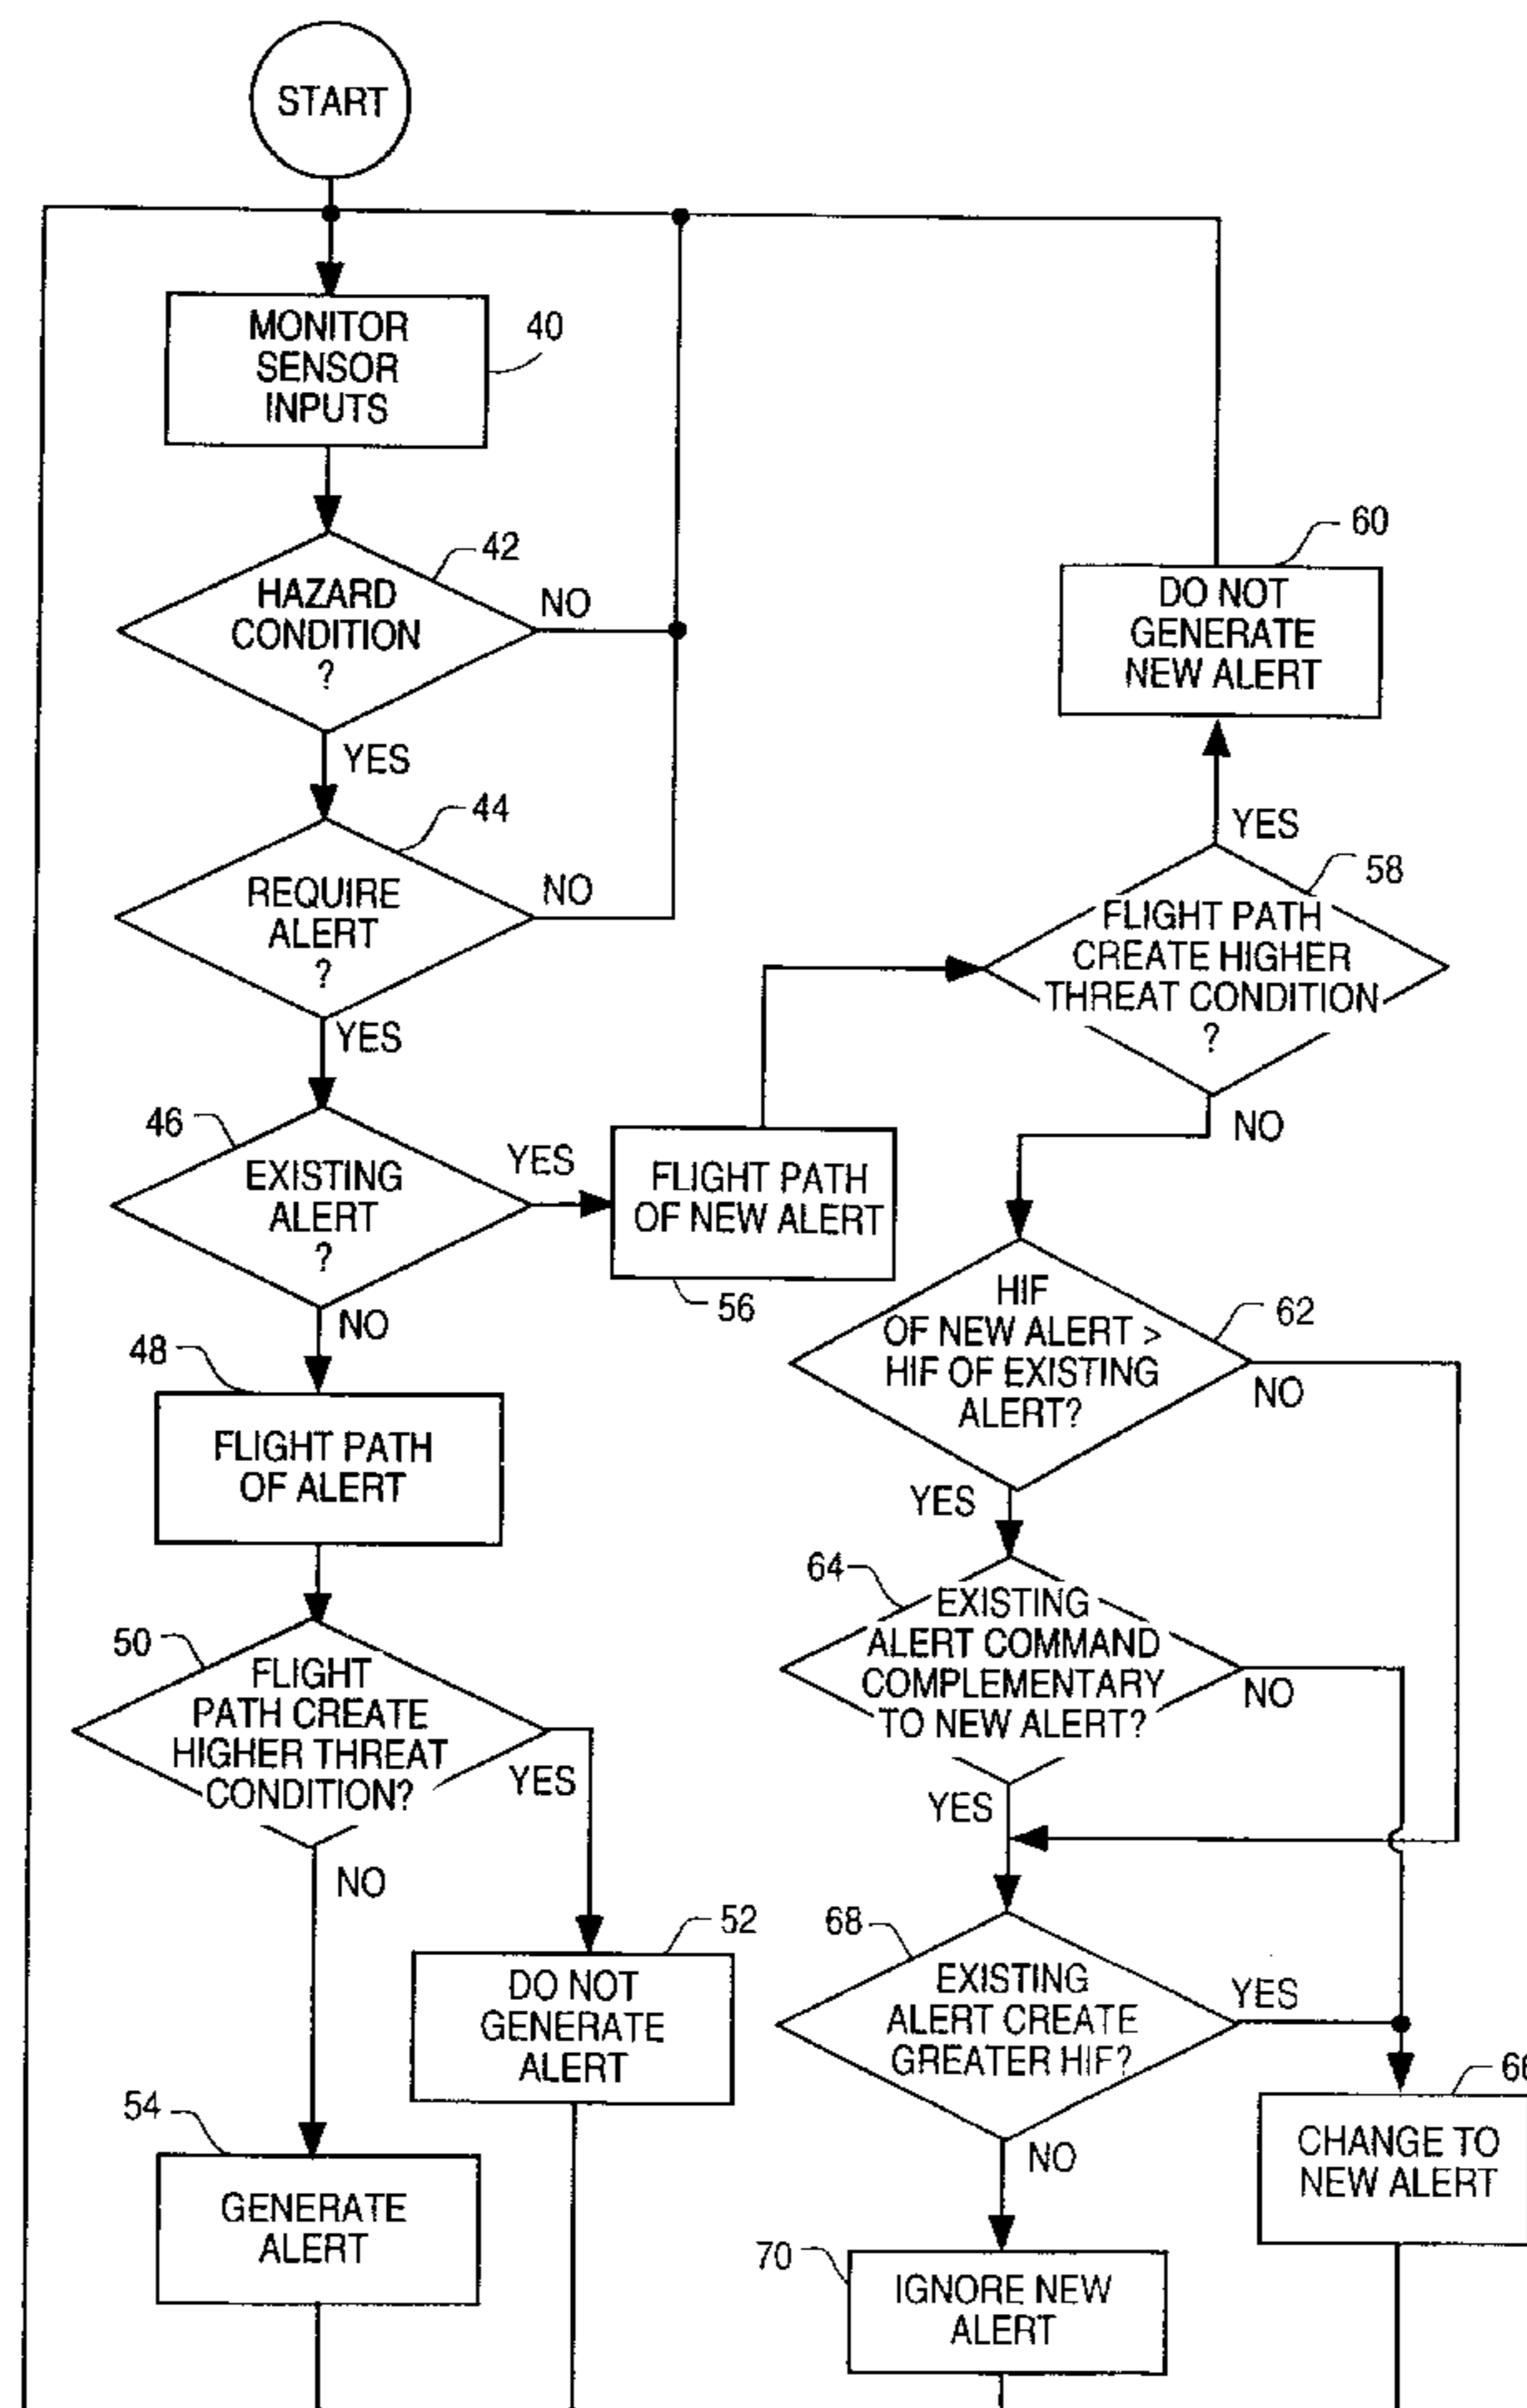 START
MONITOR
SENSOR
INPUTS
40
HAZARD
CONDITION
?
42
NO
YES
REQUIRE
ALERT
?
44
NO
YES
EXISTING
ALERT
?
46
YES
NO
FLIGHT PATH
OF NEW ALERT
56
48
FLIGHT PATH
OF ALERT
50
FLIGHT
PATH CREATE
HIGHER THREAT
CONDITION?
YES
NO
52
DO NOT
GENERATE
ALERT
54
GENERATE
ALERT
60
DO NOT
GENERATE
NEW ALERT
YES
58
FLIGHT PATH
CREATE HIGHER
THREAT CONDITION
?
NO
HIF
OF NEW ALERT >
HIF OF EXISTING
ALERT?
62
NO
YES
64
EXISTING
ALERT COMMAND
COMPLEMENTARY
TO NEW ALERT?
NO
YES
68
EXISTING
ALERT CREATE
GREATER HIF?
YES
NO
66
CHANGE TO
NEW ALERT
70
IGNORE NEW
ALERT